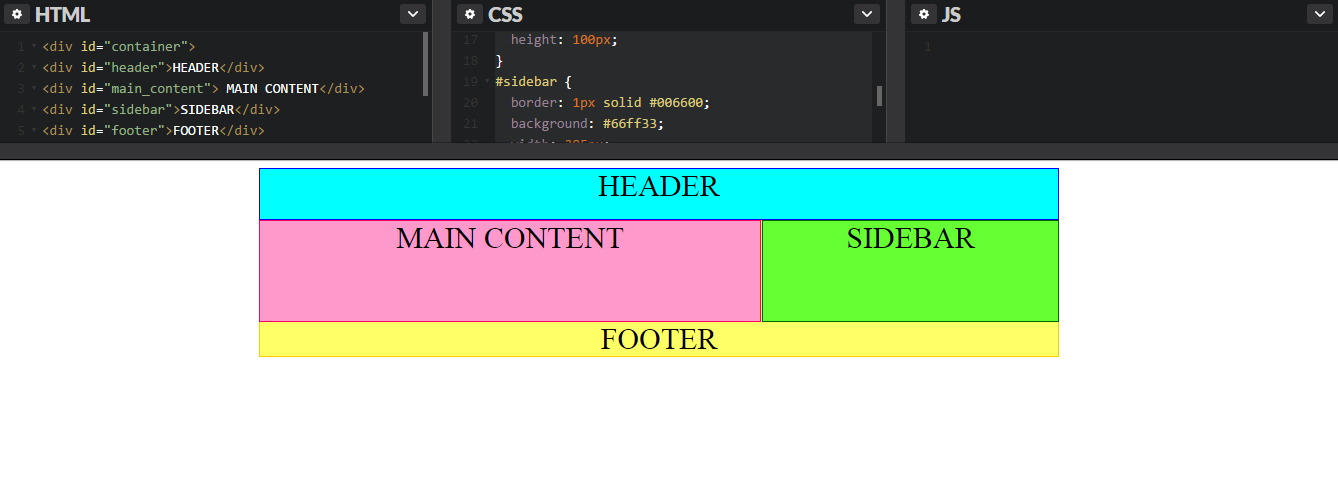 HTML
1 <div id="container">
2 <div id="header">HEADER</div>
3 <div id="main_content"> MAIN CONTENT</div>
4 <div id="sidebar">SIDEBAR</div>
5 <div id="footer">FOOTER</div>
CSS
17 height: 100px;
18 }
19 #sidebar {
20 border: 1px solid #006600;
21 background: #66ff33;
JS
1
HEADER
MAIN CONTENT
SIDEBAR
FOOTER